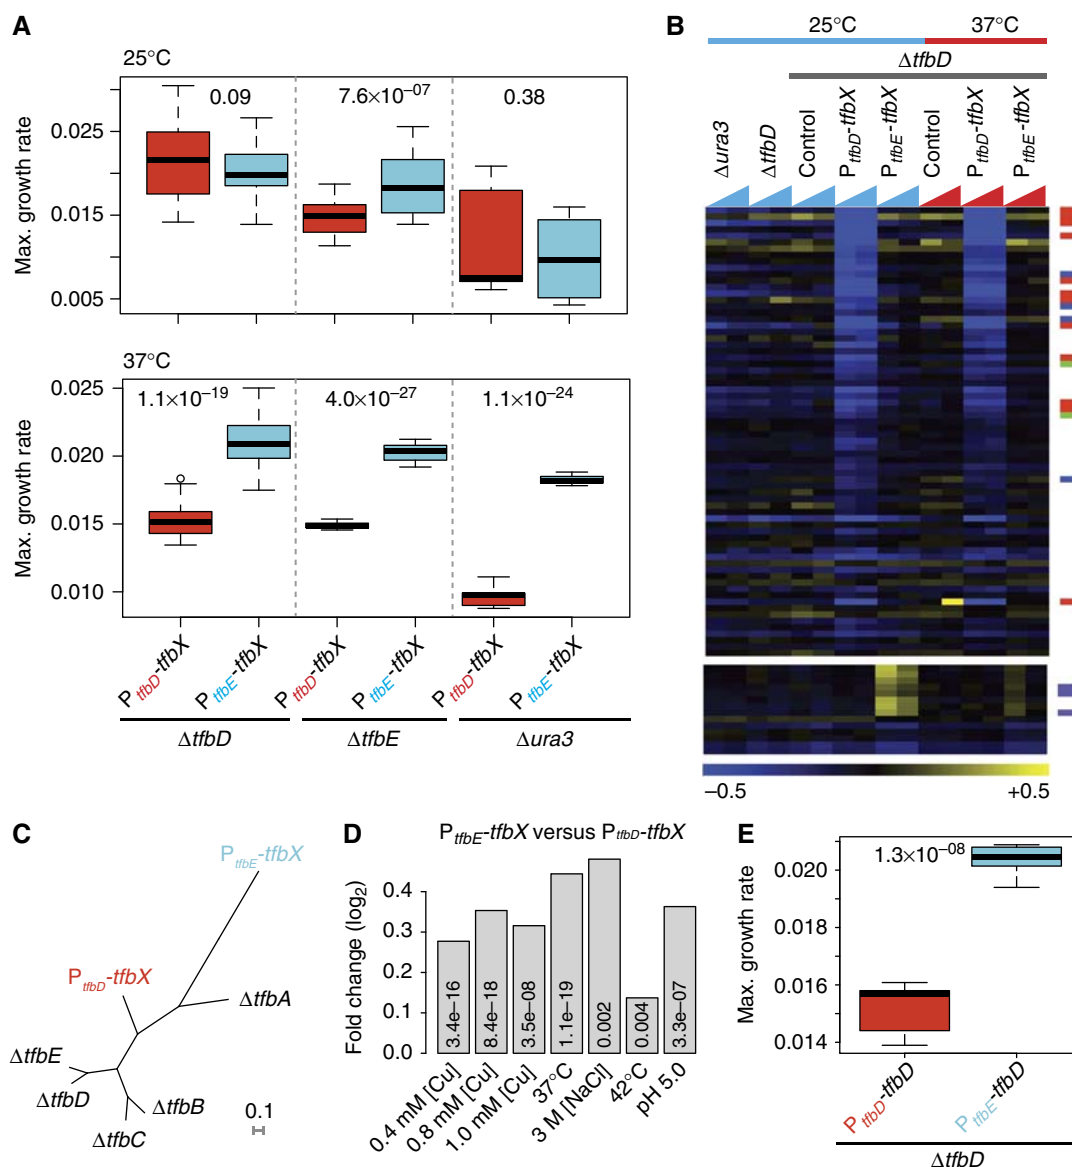 A
25°C
0.09
7.6×10⁻⁰⁷
0.38
Max. growth rate
0.025
0.015
0.005
37°C
1.1×10⁻¹⁹
4.0×10⁻²⁷
1.1×10⁻²⁴
Max. growth rate
0.025
0.020
0.015
0.010
P tfbD-tfbX
P tfbE-tfbX
P tfbD-tfbX
P tfbE-tfbX
P tfbD-tfbX
P tfbE-tfbX
ΔtfbD
ΔtfbE
Δura3
B
25°C
37°C
ΔtfbD
Δura3
ΔtfbD
Control
PtfbD-tfbX
PtfbE-tfbX
Control
PtfbD-tfbX
PtfbE-tfbX
−0.5
+0.5
C
PtfbE-tfbX
PtfbD-tfbX
ΔtfbA
ΔtfbE
ΔtfbD
ΔtfbB
ΔtfbC
0.1
D
PtfbE-tfbX versus PtfbD-tfbX
Fold change (log₂)
0.4
0.3
0.2
0.1
0.0
3.4e−16
8.4e−18
3.5e−08
1.1e−19
0.002
0.004
3.3e−07
0.4 mM [Cu]
0.8 mM [Cu]
1.0 mM [Cu]
37°C
3 M [NaCl]
42°C
pH 5.0
E
1.3×10⁻⁰⁸
Max. growth rate
0.020
0.018
0.016
0.014
P tfbD-tfbD
P tfbE-tfbD
ΔtfbD